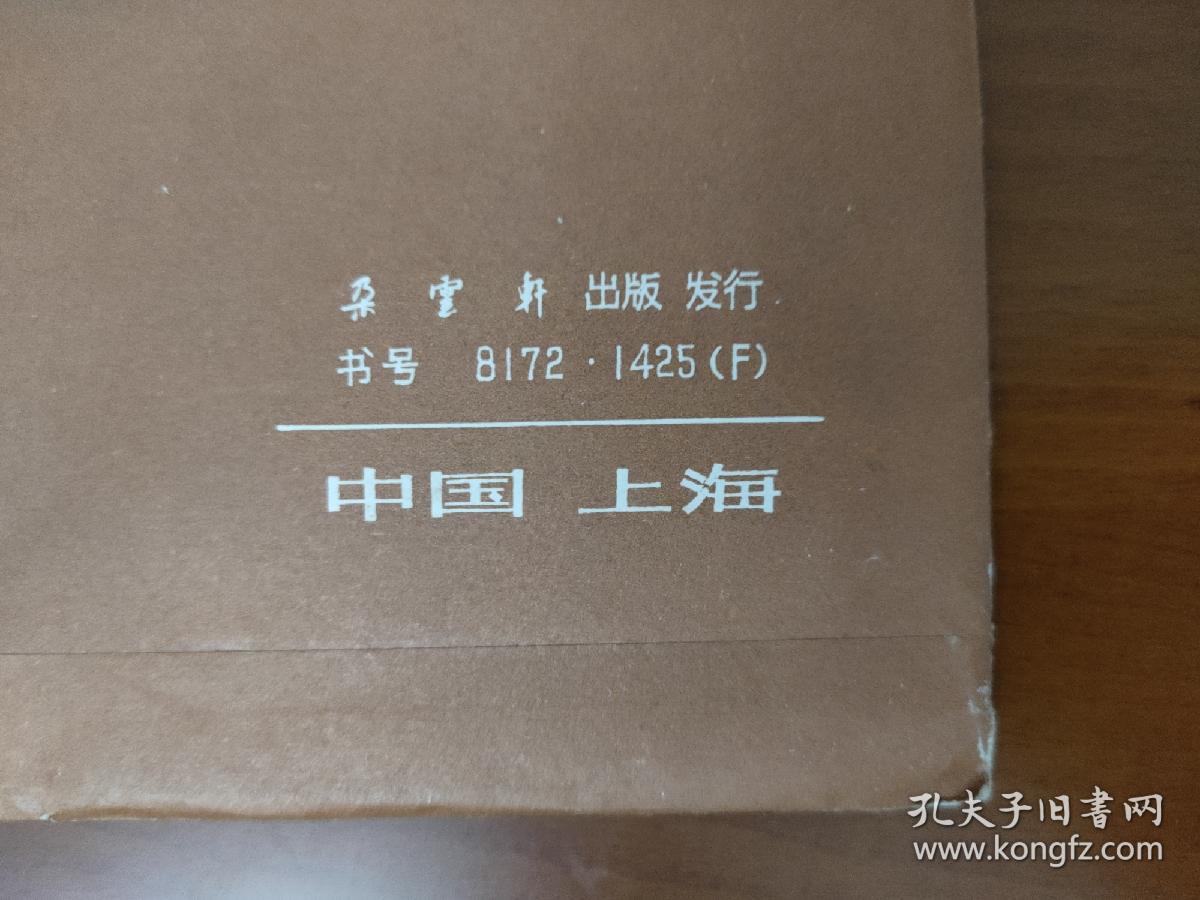 朵雲軒 出版 发行
书号 8172·1425(F)
中国 上海
孔夫子旧書网
www.kongfz.com